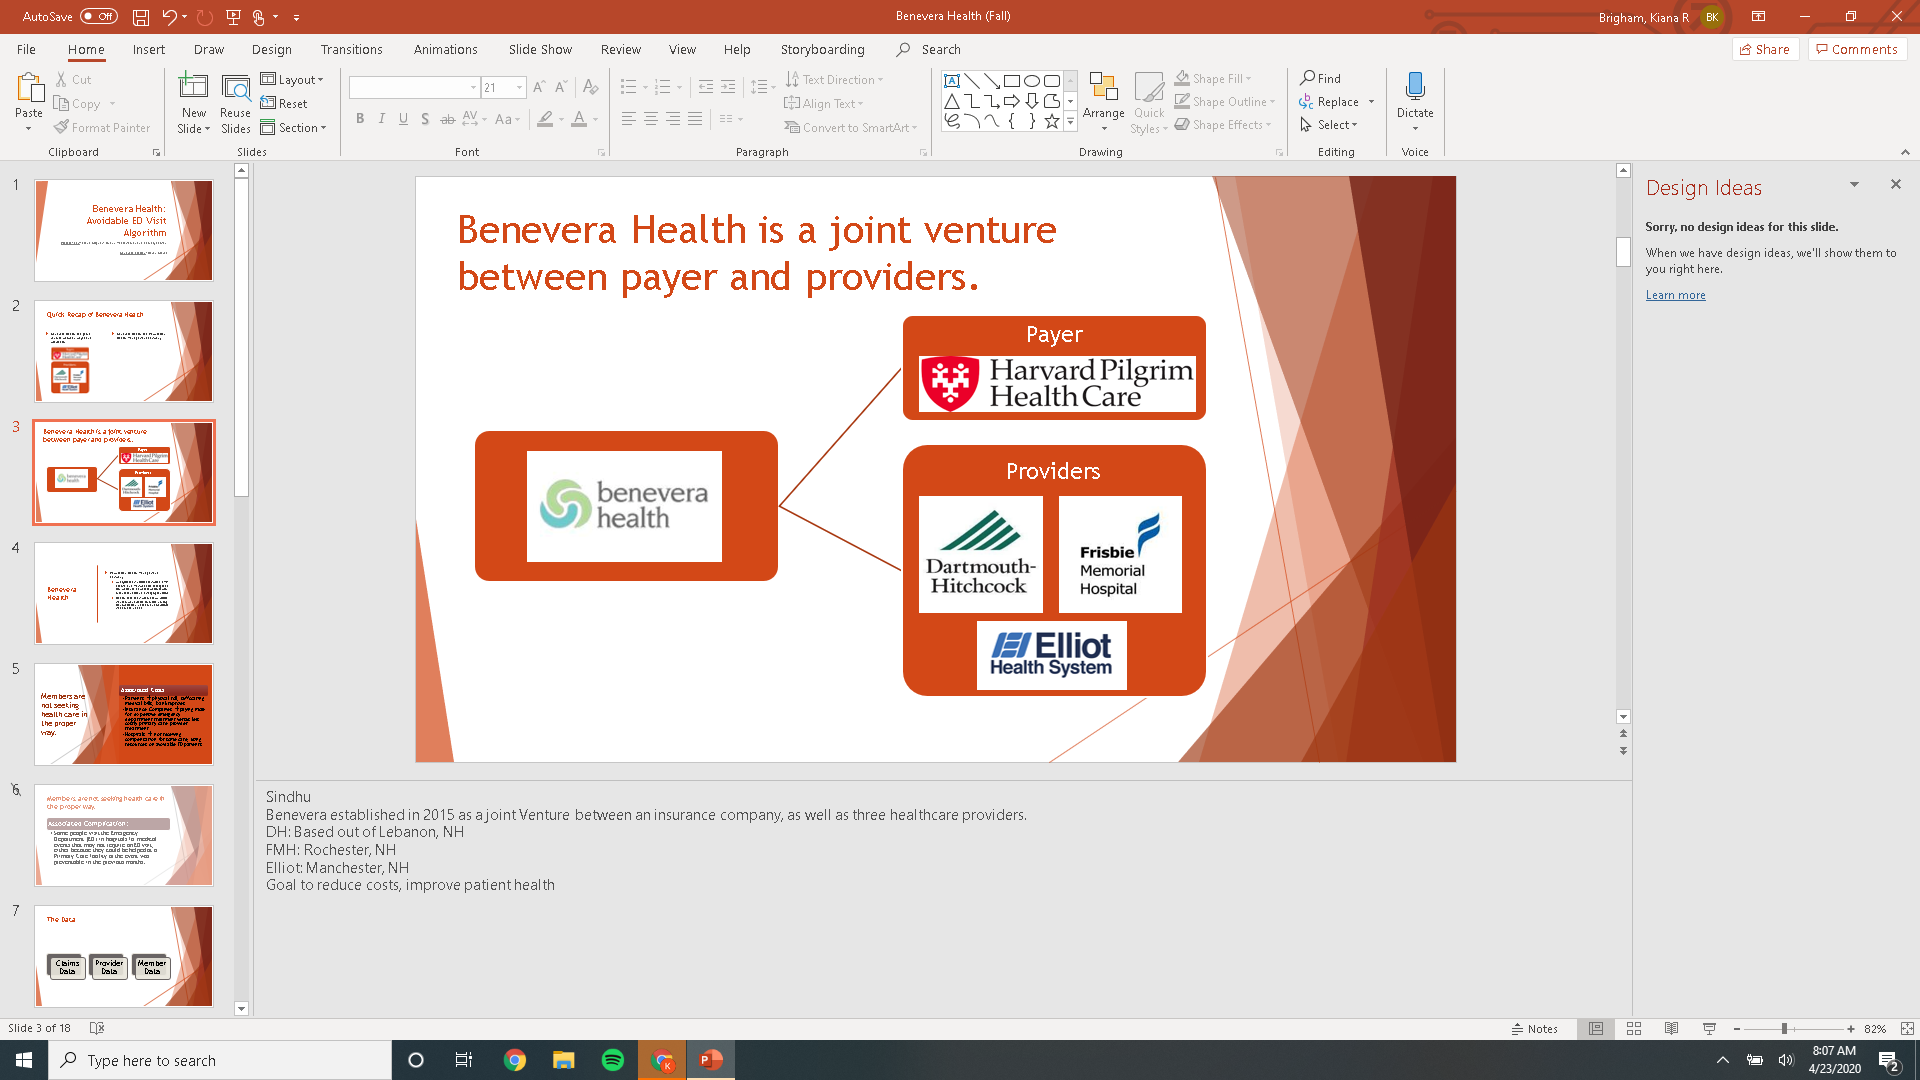 AutoSave Off
Benevera Health (Fall)
Brigham, Kiana R BK
File Home Insert Draw Design Transitions Animations Slide Show Review View Help Storyboarding Search
Share Comments
Paste
Cut
Copy
Format Painter
Clipboard
New Slide
Reuse Slides
Layout
Reset
Section
Slides
21
B I U S ab AV Aa A
Font
Text Direction
Align Text
Convert to SmartArt
Paragraph
Arrange
Quick Styles
Shape Fill
Shape Outline
Shape Effects
Drawing
Find
Replace
Select
Editing
Dictate
Voice
1
Benevera Health:
Avoidable ED Visit
Algorithm
2
Quick Recap of Benevera Health
3
Benevera Health is a joint venture
between payer and providers.
4
Benevera
Health
5
Members are
not seeking
health care in
the proper
way.
Associated Costs
6
Members are not seeking health care in
the proper way.
Associated Complication:
7
The Data
Claims Data
Provider Data
Member Data
Benevera Health is a joint venture
between payer and providers.
benevera
health
Payer
Harvard Pilgrim
Health Care
Providers
Dartmouth-
Hitchcock
Frisbie
Memorial
Hospital
Elliot
Health System
Sindhu
Benevera established in 2015 as a joint Venture between an insurance company, as well as three healthcare providers.
DH: Based out of Lebanon, NH
FMH: Rochester, NH
Elliot: Manchester, NH
Goal to reduce costs, improve patient health
Design Ideas
Sorry, no design ideas for this slide.
When we have design ideas, we'll show them to
you right here.
Learn more
Slide 3 of 18
Notes
82%
Type here to search
8:07 AM
4/23/2020
2